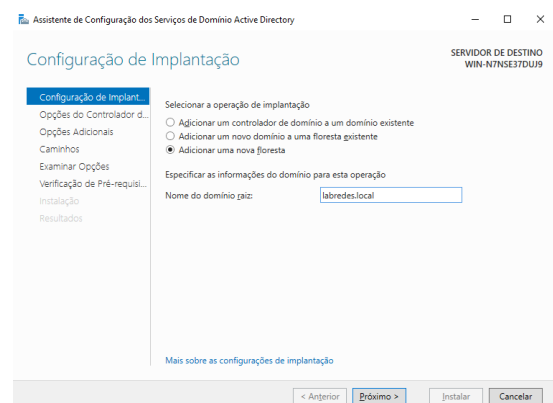 Assistente de Configuração dos Serviços de Domínio Active Directory
Configuração de Implantação
SERVIDOR DE DESTINO
WIN-N7NSE37DUJ9
Configuração de Implant...
Opções do Controlador d...
Opções Adicionais
Caminhos
Examinar Opções
Verificação de Pré-requisi...
Instalação
Resultados
Selecionar a operação de implantação
Adicionar um controlador de domínio a um domínio existente
Adicionar um novo domínio a uma floresta existente
Adicionar uma nova floresta
Especificar as informações do domínio para esta operação
Nome do domínio raiz: labredes.local
Mais sobre as configurações de implantação
< Anterior Próximo > Instalar Cancelar